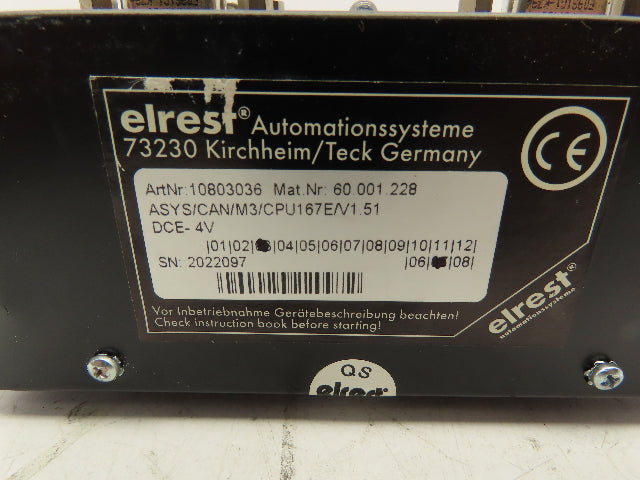 elrest® Automationssysteme
73230 Kirchheim/Teck Germany
CE
ArtNr:10803036 Mat.Nr: 60.001.228
ASYS/CAN/M3/CPU167E/V1.51
DCE- 4V
|01|02| |04|05|06|07|08|09|10|11|12|
SN: 2022097 |06| |08|
Vor Inbetriebnahme Gerätebeschreibung beachten!
Check instruction book before starting!
elrest®
automationssysteme
QS
elrest